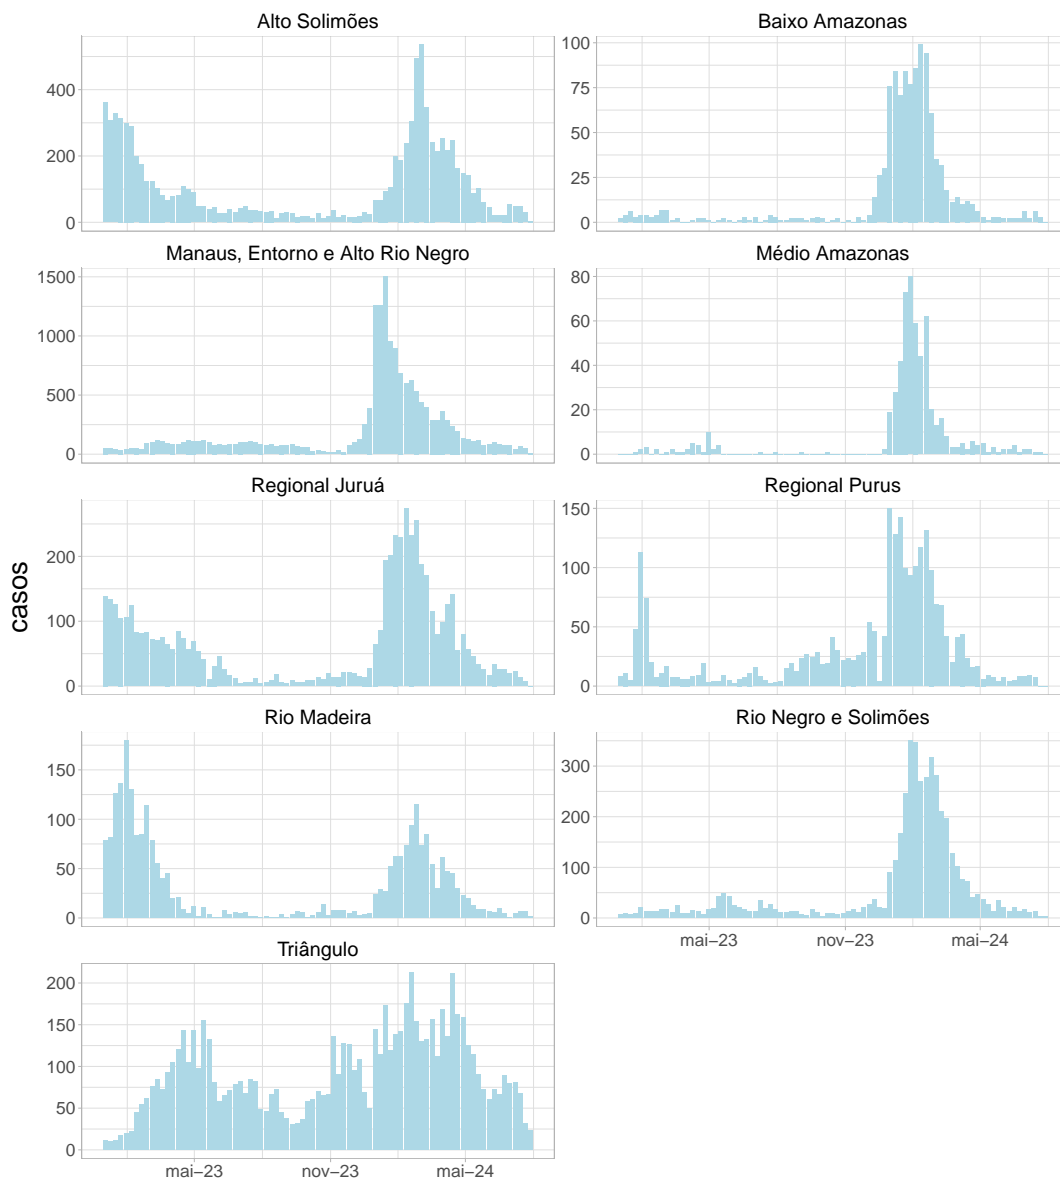 Alto Solimões
Baixo Amazonas
400
200
0
100
75
50
25
0
Manaus, Entorno e Alto Rio Negro
Médio Amazonas
1500
1000
500
0
80
60
40
20
0
Regional Juruá
Regional Purus
200
100
0
150
100
50
0
casos
Rio Madeira
Rio Negro e Solimões
150
100
50
0
300
200
100
0
mai–23
nov–23
mai–24
Triângulo
200
150
100
50
0
mai–23
nov–23
mai–24